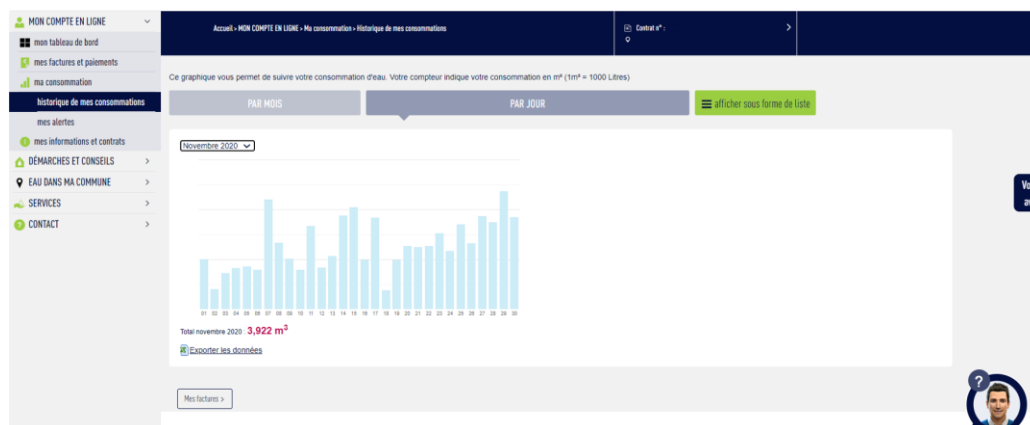 MON COMPTE EN LIGNE
mon tableau de bord
mes factures et paiements
ma consommation
historique de mes consommations
mes alertes
mes informations et contrats
DÉMARCHES ET CONSEILS
EAU DANS MA COMMUNE
SERVICES
CONTACT
Accueil > MON COMPTE EN LIGNE > Ma consommation > Historique de mes consommations
Contrat n° :
Ce graphique vous permet de suivre votre consommation d'eau. Votre compteur indique votre consommation en m³ (1m³ = 1000 Litres)
PAR MOIS
PAR JOUR
afficher sous forme de liste
Novembre 2020
01 02 03 04 05 06 07 08 09 10 11 12 13 14 15 16 17 18 19 20 21 22 23 24 25 26 27 28 29 30
Total novembre 2020 : 3,922 m³
Exporter les données
Mes factures >
Vo
?